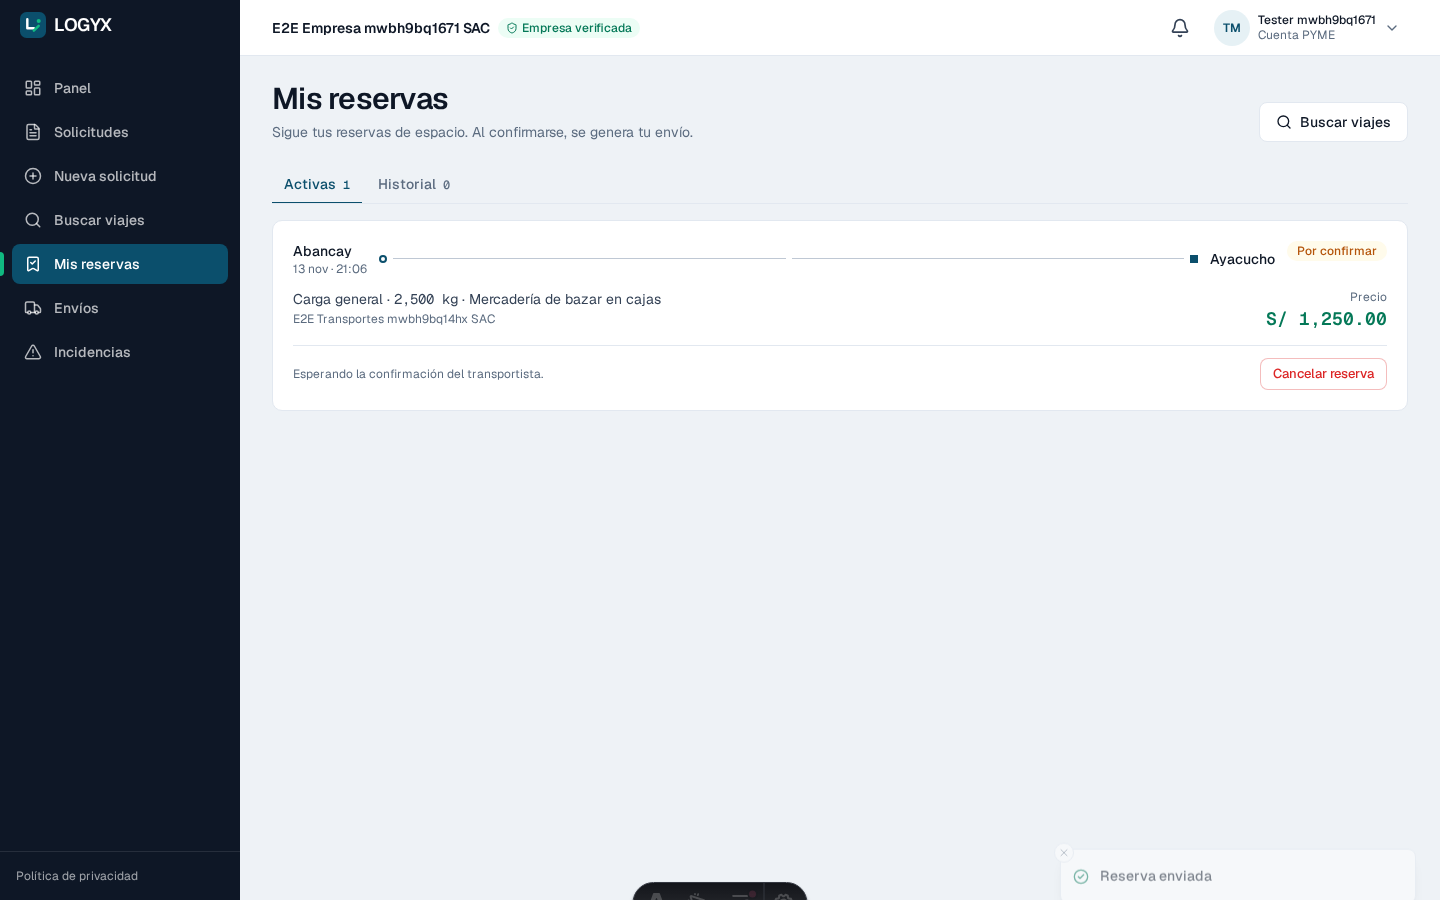 LOGYX
Panel
Solicitudes
Nueva solicitud
Buscar viajes
Mis reservas
Envíos
Incidencias
Política de privacidad
E2E Empresa mwbh9bq1671 SAC
Empresa verificada
TM
Tester mwbh9bq1671
Cuenta PYME
Mis reservas
Sigue tus reservas de espacio. Al confirmarse, se genera tu envío.
Buscar viajes
Activas 1
Historial 0
Abancay
13 nov · 21:06
Ayacucho
Por confirmar
Carga general · 2,500 kg · Mercadería de bazar en cajas
E2E Transportes mwbh9bq14hx SAC
Precio
S/ 1,250.00
Esperando la confirmación del transportista.
Cancelar reserva
Reserva enviada